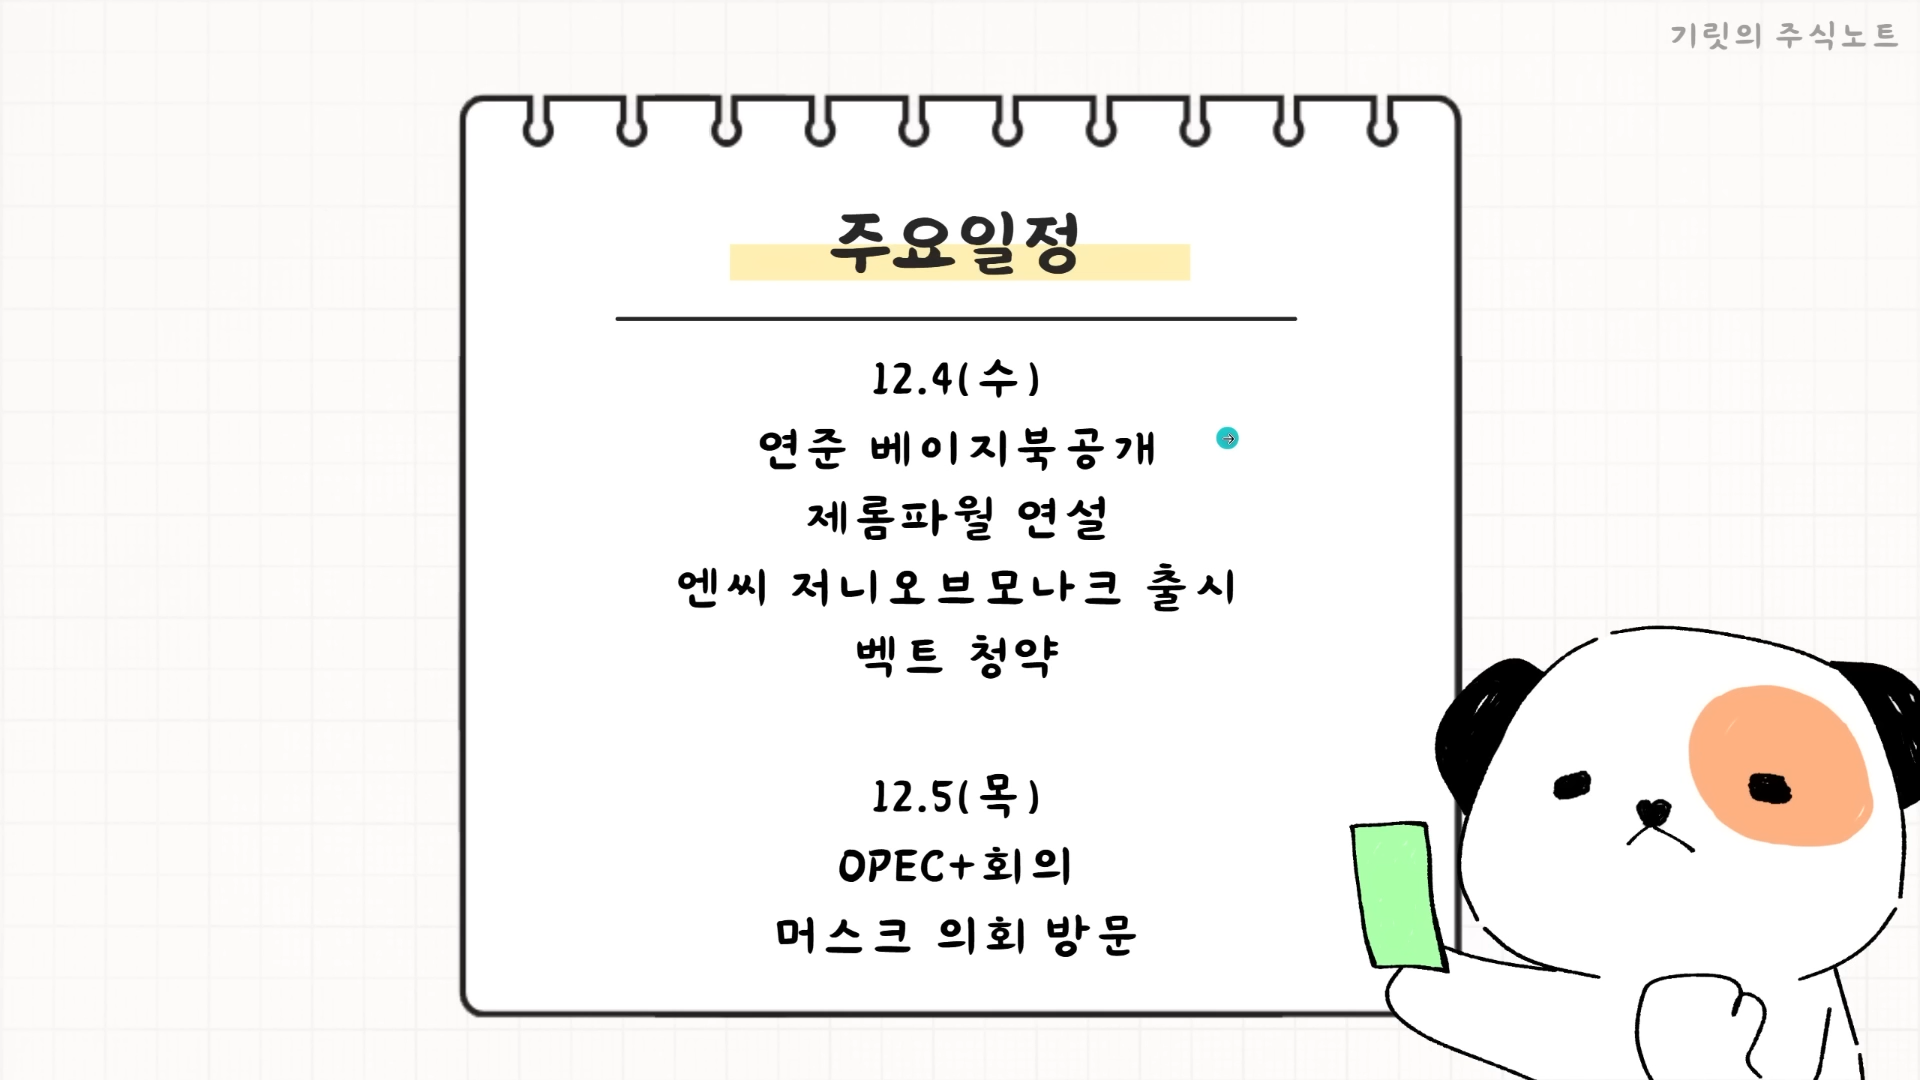 기릿의 주식노트
주요일정
12.4(수)
연준 베이지북공개
제롬파월 연설
엔씨 저니오브모나크 출시
벡트 청약
12.5(목)
OPEC+회의
머스크 의회 방문